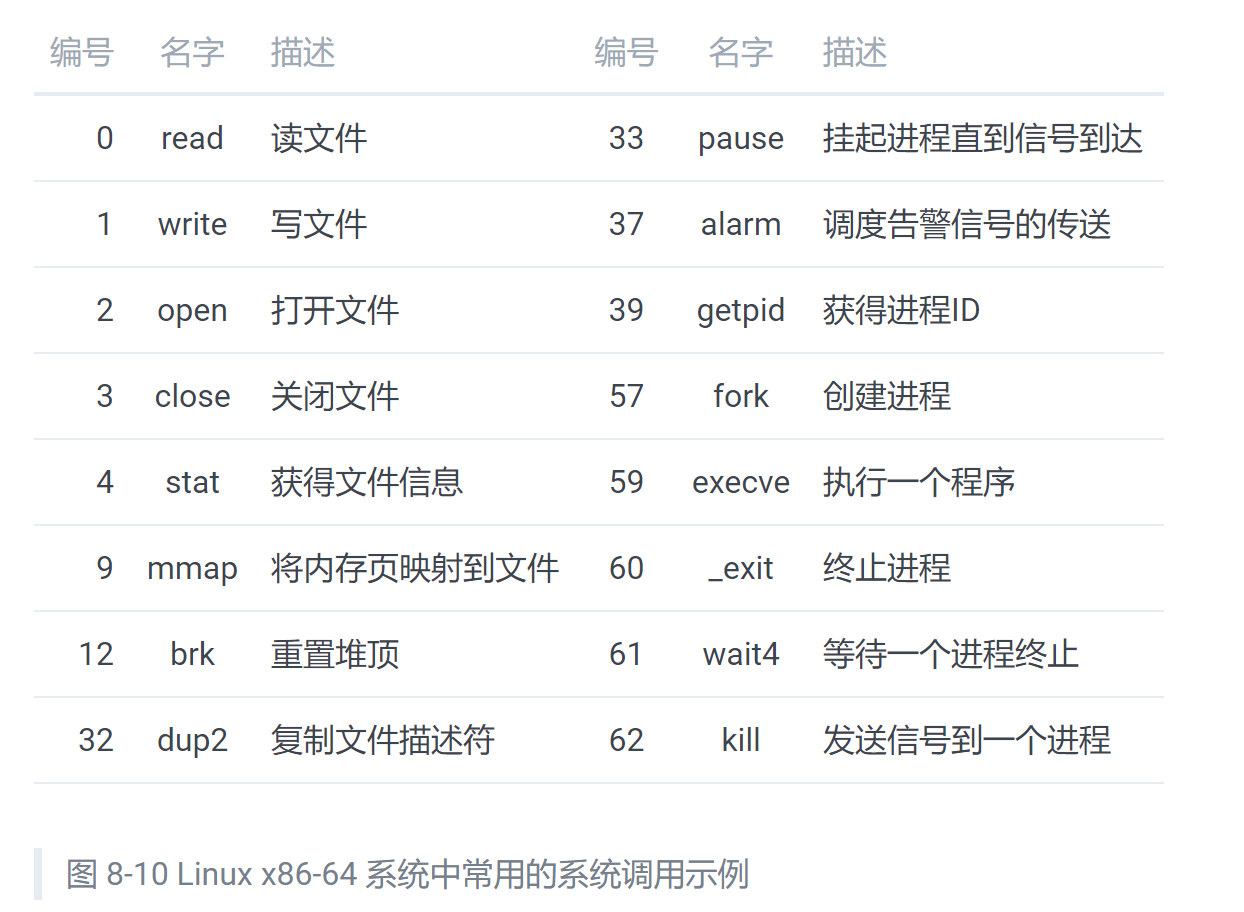 编号 名字 描述 编号 名字 描述
0 read 读文件 33 pause 挂起进程直到信号到达
1 write 写文件 37 alarm 调度告警信号的传送
2 open 打开文件 39 getpid 获得进程ID
3 close 关闭文件 57 fork 创建进程
4 stat 获得文件信息 59 execve 执行一个程序
9 mmap 将内存页映射到文件 60 _exit 终止进程
12 brk 重置堆顶 61 wait4 等待一个进程终止
32 dup2 复制文件描述符 62 kill 发送信号到一个进程
图 8-10 Linux x86-64 系统中常用的系统调用示例